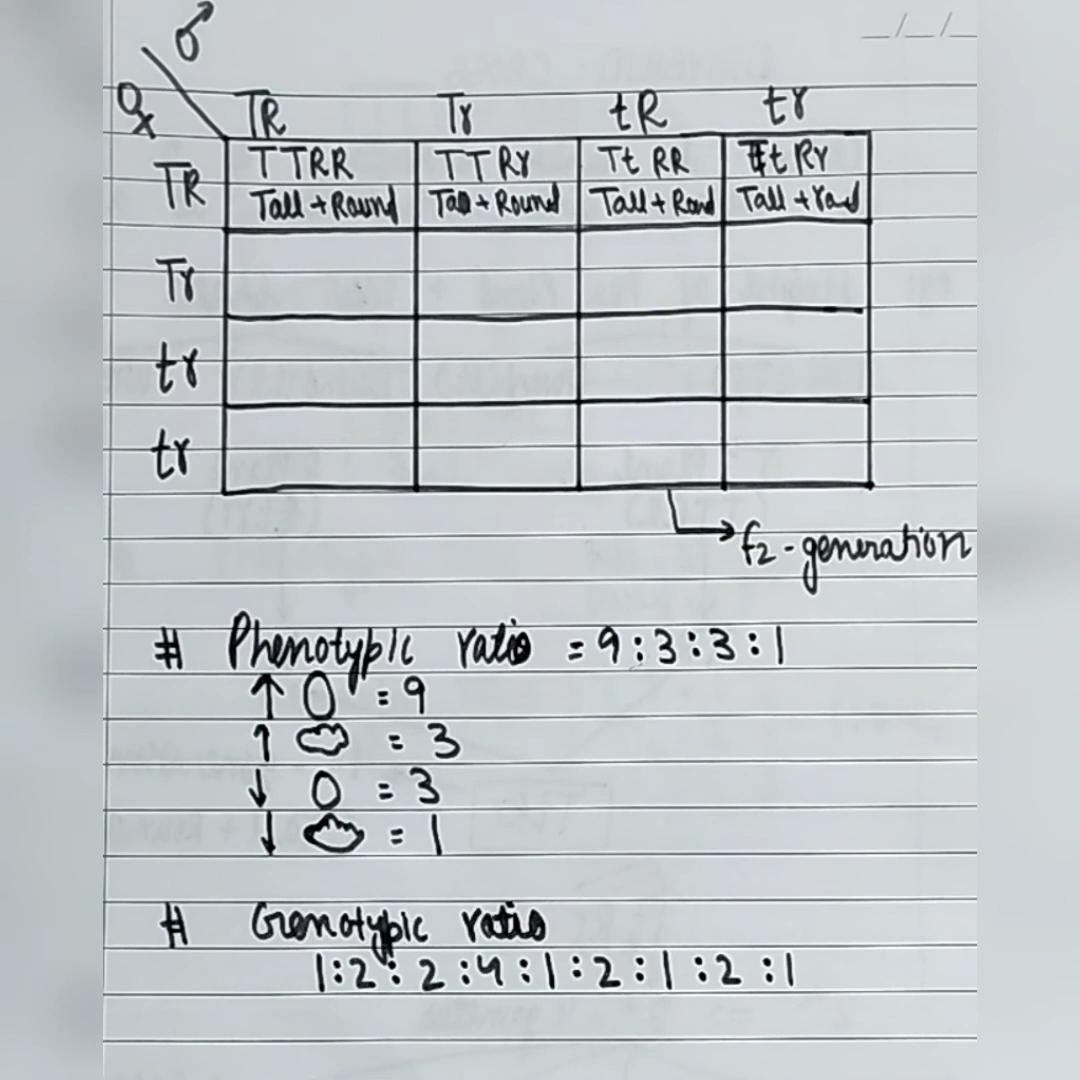 _/_/_
♂
♀ TR Tr tR tr
TR TTRR TTRr TtRR TtRr
Tall + Round Tall + Round Tall + Rond Tall + rand
Tr
tr
tr
f2-generation
# Phenotypic ratio = 9:3:3:1
↑ = 9
↑ = 3
↓ = 3
↓ = 1
# Genotypic ratio
1:2:2:4:1:2:1:2:1